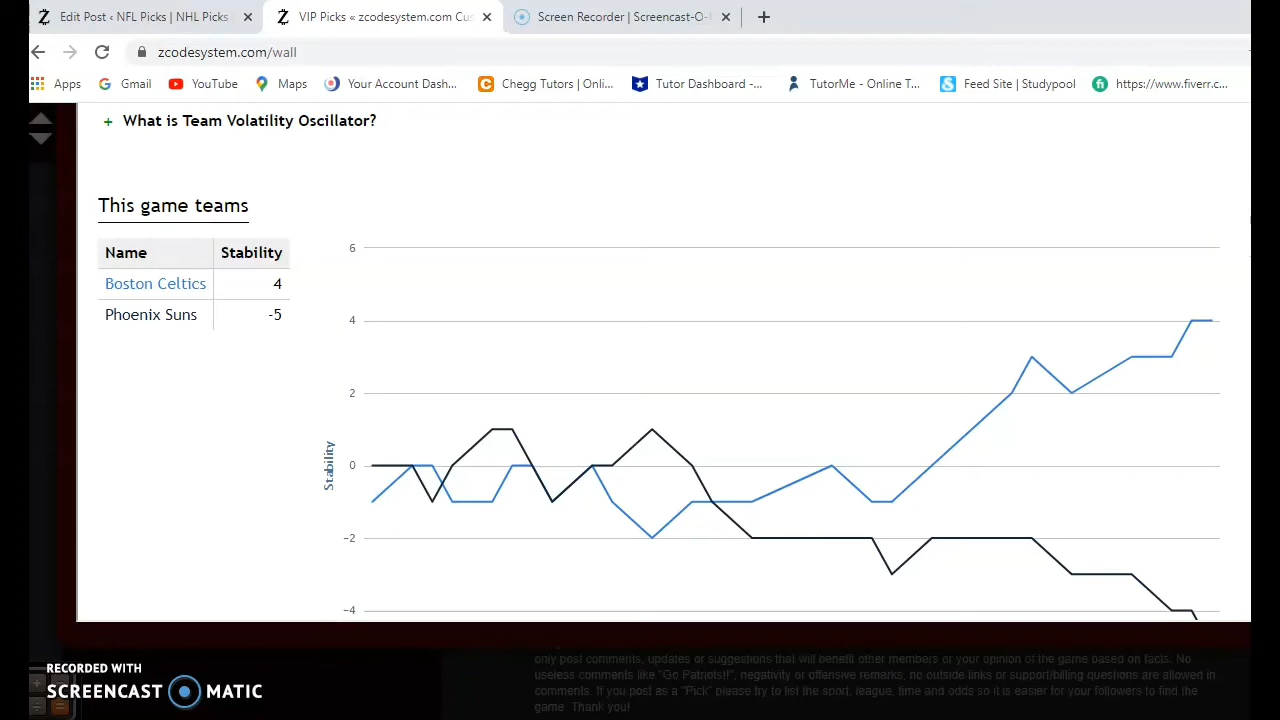 Edit Post ‹ NFL Picks | NHL Picks
VIP Picks « zcodesystem.com Cus
Screen Recorder | Screencast-O-
zcodesystem.com/wall
Apps
Gmail
YouTube
Maps
Your Account Dash...
Chegg Tutors | Onli...
Tutor Dashboard -...
TutorMe - Online T...
Feed Site | Studypool
https://www.fiverr.c...
+ What is Team Volatility Oscillator?
This game teams
Name Stability
Boston Celtics 4
Phoenix Suns -5
6
4
2
0
−2
−4
Stability
RECORDED WITH
SCREENCAST MATIC
only post comments, updates or suggestions that will benefit other members or your opinion of the game based on facts. No
useless comments like "Go Patriots!!", negativity or offensive remarks, no outside links or support/billing questions are allowed in
comments. If you post as a "Pick" please try to list the sport, league, time and odds so it is easier for your followers to find the
game. Thank you!